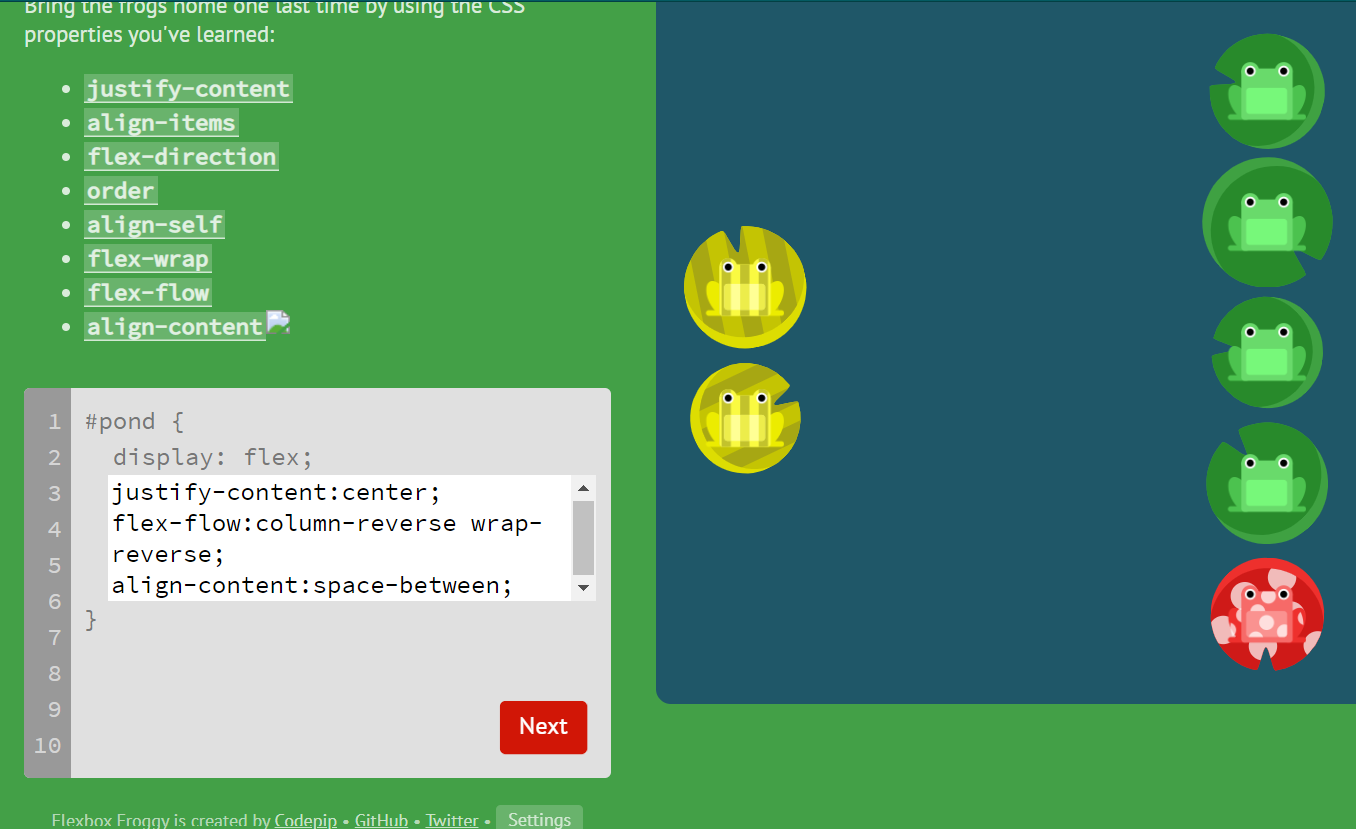 Bring the frogs home one last time by using the CSS
properties you've learned:
justify-content
align-items
flex-direction
order
align-self
flex-wrap
flex-flow
align-content
1 #pond {
2 display: flex;
3 justify-content:center;
4 flex-flow:column-reverse wrap-
5 reverse;
6 align-content:space-between;
}
7
8
9
10
Next
Flexbox Froggy is created by Codepip • GitHub • Twitter • Settings